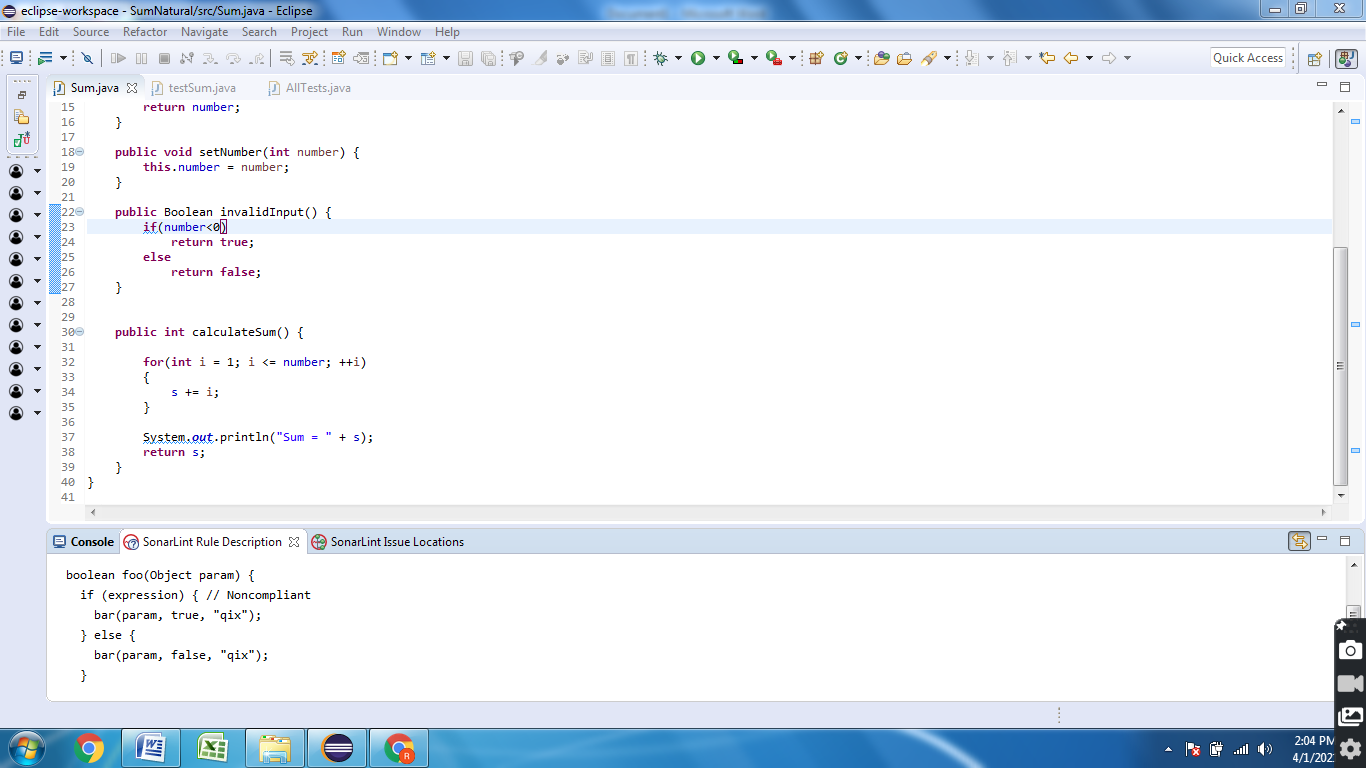 eclipse-workspace - SumNatural/src/Sum.java - Eclipse
File Edit Source Refactor Navigate Search Project Run Window Help
Quick Access
Sum.java testSum.java AllTests.java
15 return number;
16 }
17
18 public void setNumber(int number) {
19 this.number = number;
20 }
21
22 public Boolean invalidInput() {
23 if(number<0)
24 return true;
25 else
26 return false;
27 }
28
29
30 public int calculateSum() {
31
32 for(int i = 1; i <= number; ++i)
33 {
34 s += i;
35 }
36
37 System.out.println("Sum = " + s);
38 return s;
39 }
40 }
41
Console SonarLint Rule Description SonarLint Issue Locations
boolean foo(Object param) {
if (expression) { // Noncompliant
bar(param, true, "qix");
} else {
bar(param, false, "qix");
}
2:04 PM
4/1/202